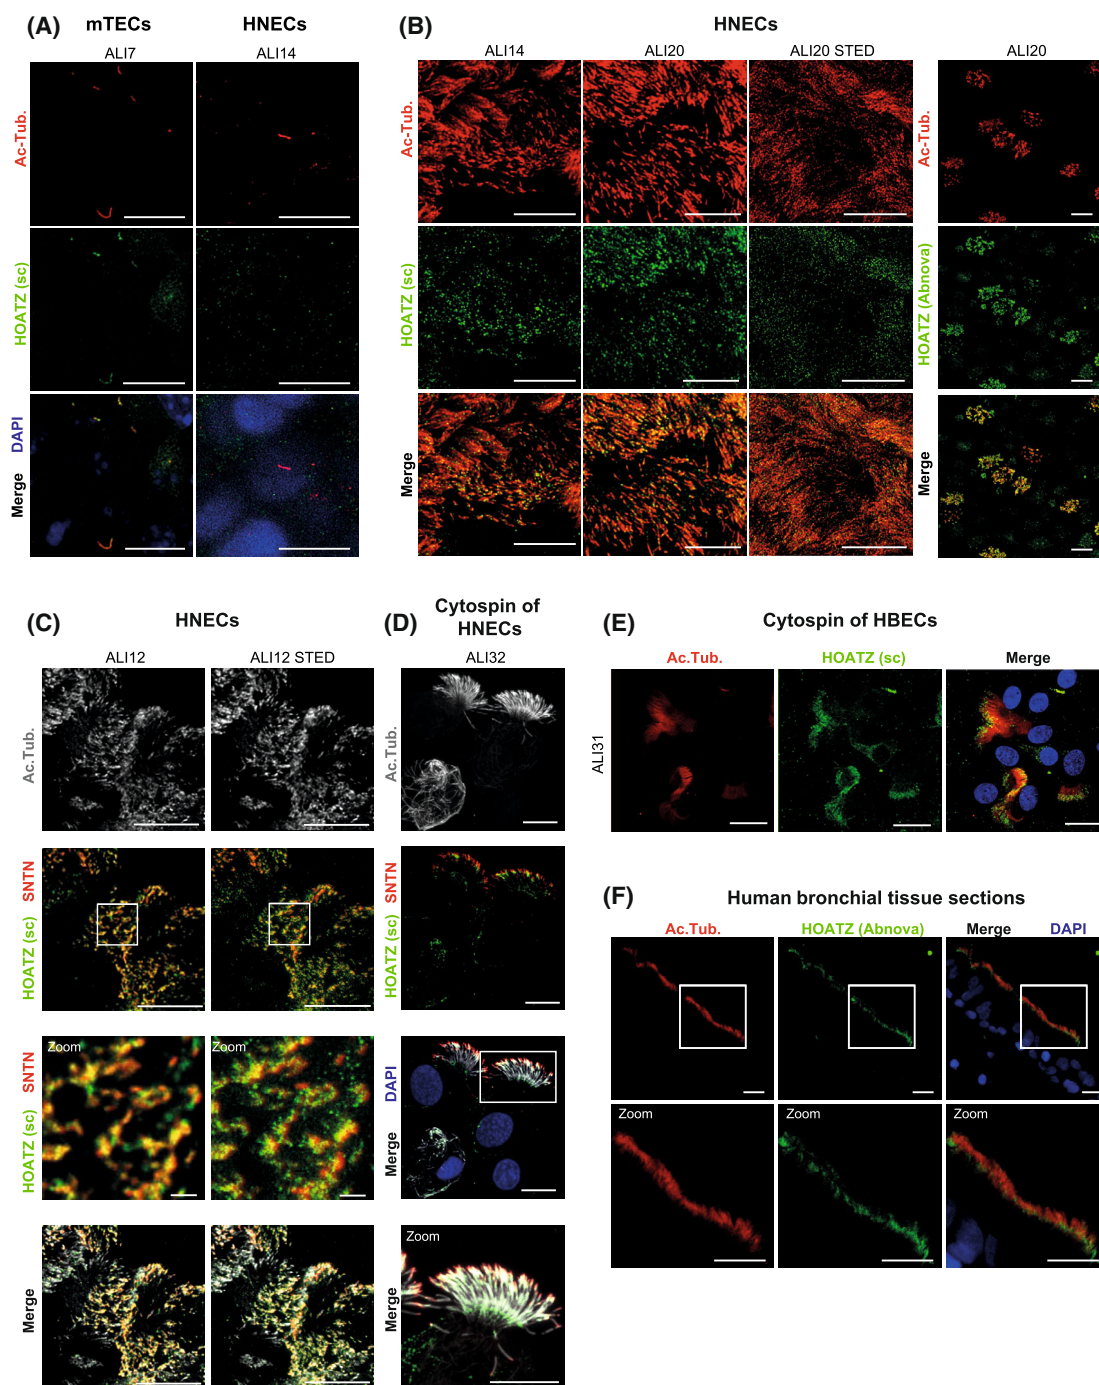 (A)
mTECs
HNECs
ALI7
ALI14
Ac-Tub.
HOATZ (sc)
Merge DAPI
(B)
HNECs
ALI14
ALI20
ALI20 STED
ALI20
Ac-Tub.
HOATZ (sc)
Merge
Ac-Tub.
HOATZ (Abnova)
Merge
(C)
HNECs
ALI12
ALI12 STED
Ac.Tub.
HOATZ (sc) SNTN
HOATZ (sc) SNTN
Zoom
Zoom
Merge
(D)
Cytospin of
HNECs
ALI32
Ac.Tub.
HOATZ (sc) SNTN
Merge DAPI
Merge
Zoom
(E)
Cytospin of HBECs
Ac.Tub.
HOATZ (sc)
Merge
ALI31
(F)
Human bronchial tissue sections
Ac.Tub.
HOATZ (Abnova)
Merge DAPI
Zoom
Zoom
Zoom